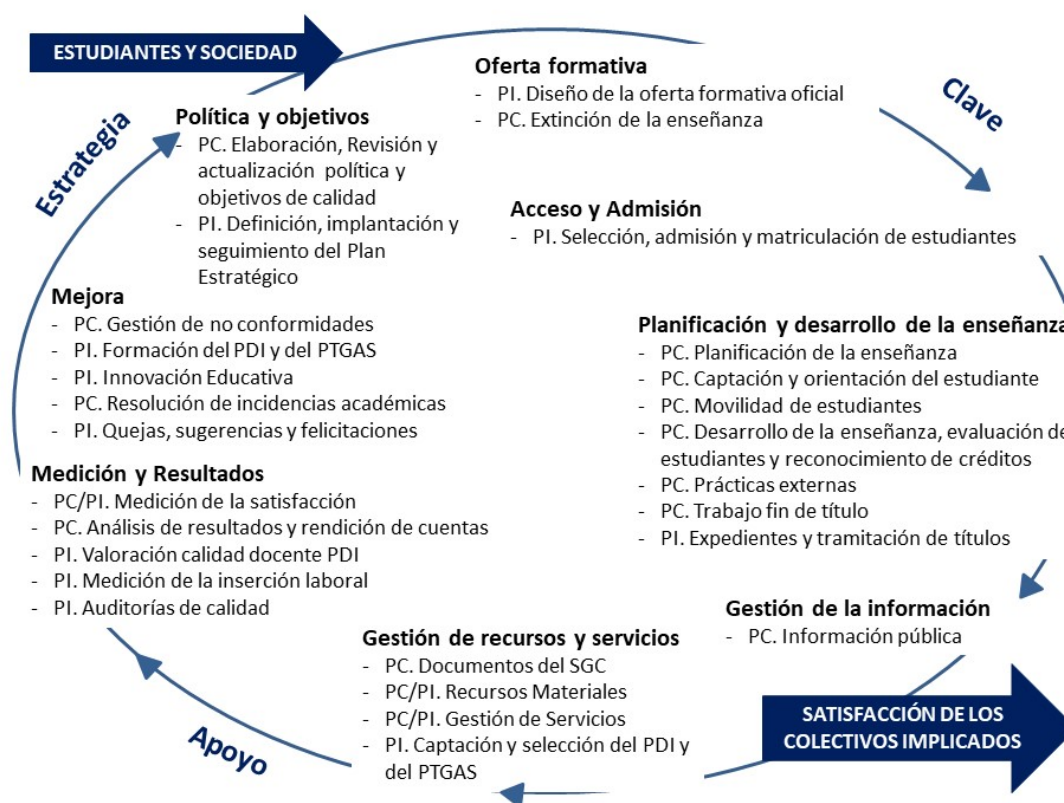 ESTUDIANTES Y SOCIEDAD
Estrategia
Clave
Oferta formativa
- PI. Diseño de la oferta formativa oficial
- PC. Extinción de la enseñanza
Política y objetivos
- PC. Elaboración, Revisión y
actualización política y
objetivos de calidad
- PI. Definición, implantación y
seguimiento del Plan
Estratégico
Acceso y Admisión
- PI. Selección, admisión y matriculación de estudiantes
Mejora
- PC. Gestión de no conformidades
- PI. Formación del PDI y del PTGAS
- PI. Innovación Educativa
- PC. Resolución de incidencias académicas
- PI. Quejas, sugerencias y felicitaciones
Planificación y desarrollo de la enseñanza
- PC. Planificación de la enseñanza
- PC. Captación y orientación del estudiante
- PC. Movilidad de estudiantes
- PC. Desarrollo de la enseñanza, evaluación de
estudiantes y reconocimiento de créditos
- PC. Prácticas externas
- PC. Trabajo fin de título
- PI. Expedientes y tramitación de títulos
Medición y Resultados
- PC/PI. Medición de la satisfacción
- PC. Análisis de resultados y rendición de cuentas
- PI. Valoración calidad docente PDI
- PI. Medición de la inserción laboral
- PI. Auditorías de calidad
Gestión de la información
- PC. Información pública
Gestión de recursos y servicios
- PC. Documentos del SGC
- PC/PI. Recursos Materiales
- PC/PI. Gestión de Servicios
- PI. Captación y selección del PDI y
del PTGAS
Apoyo
SATISFACCIÓN DE LOS
COLECTIVOS IMPLICADOS